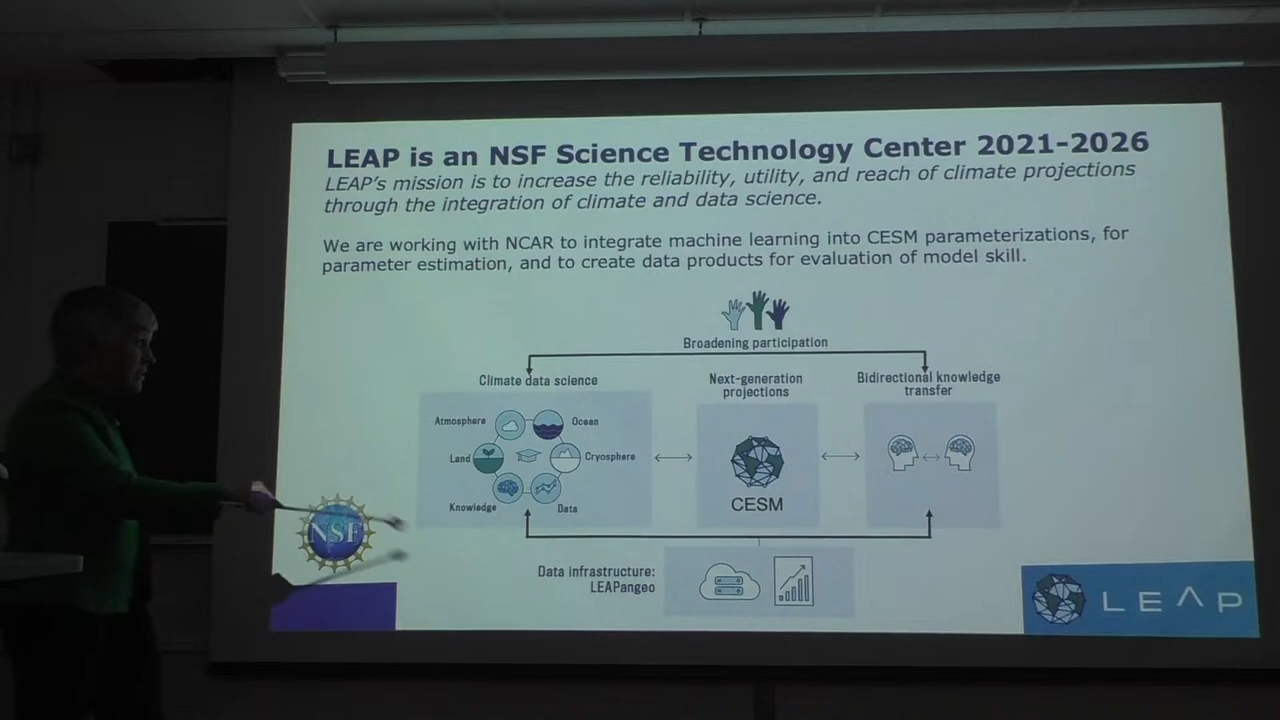 LEAP is an NSF Science Technology Center 2021-2026
LEAP's mission is to increase the reliability, utility, and reach of climate projections
through the integration of climate and data science.
We are working with NCAR to integrate machine learning into CESM parameterizations, for
parameter estimation, and to create data products for evaluation of model skill.
Broadening participation
Climate data science
Next-generation
projections
Bidirectional knowledge
transfer
Atmosphere
Ocean
Land
Cryosphere
Knowledge
Data
CESM
NSF
Data infrastructure:
LEAPangeo
LEAP